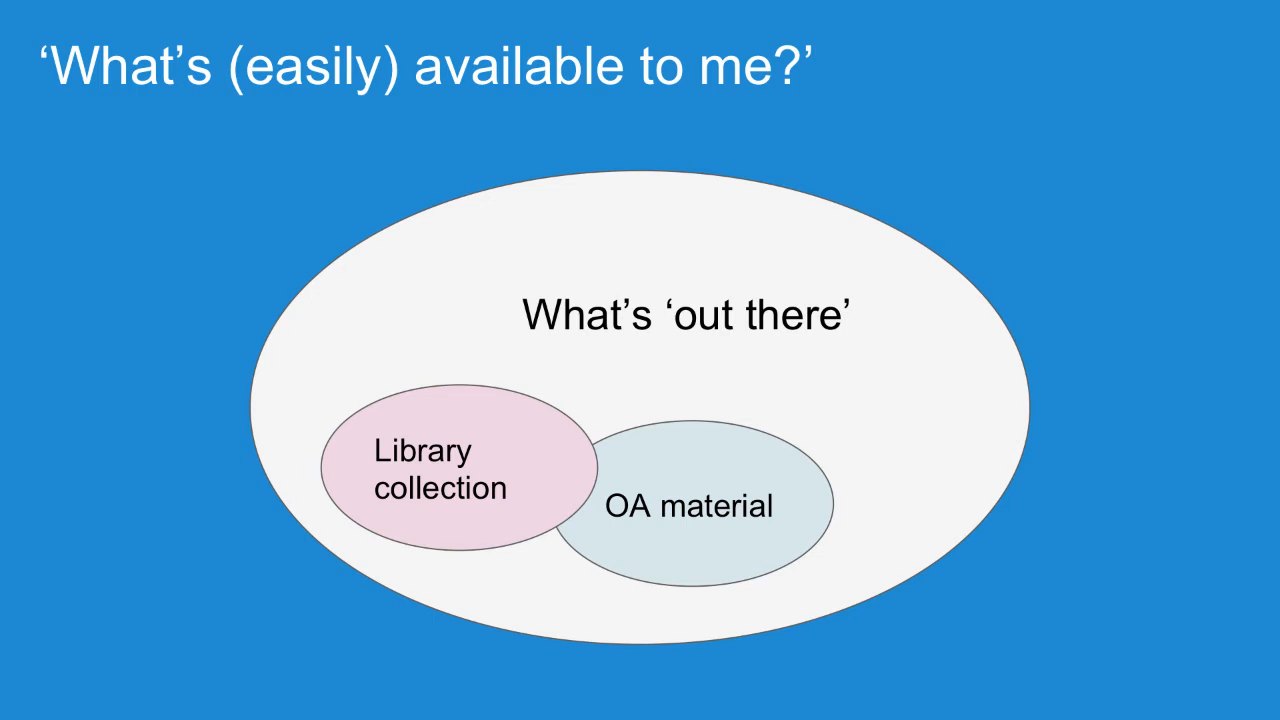 ‘What’s (easily) available to me?’
What’s ‘out there’
Library
collection
OA material